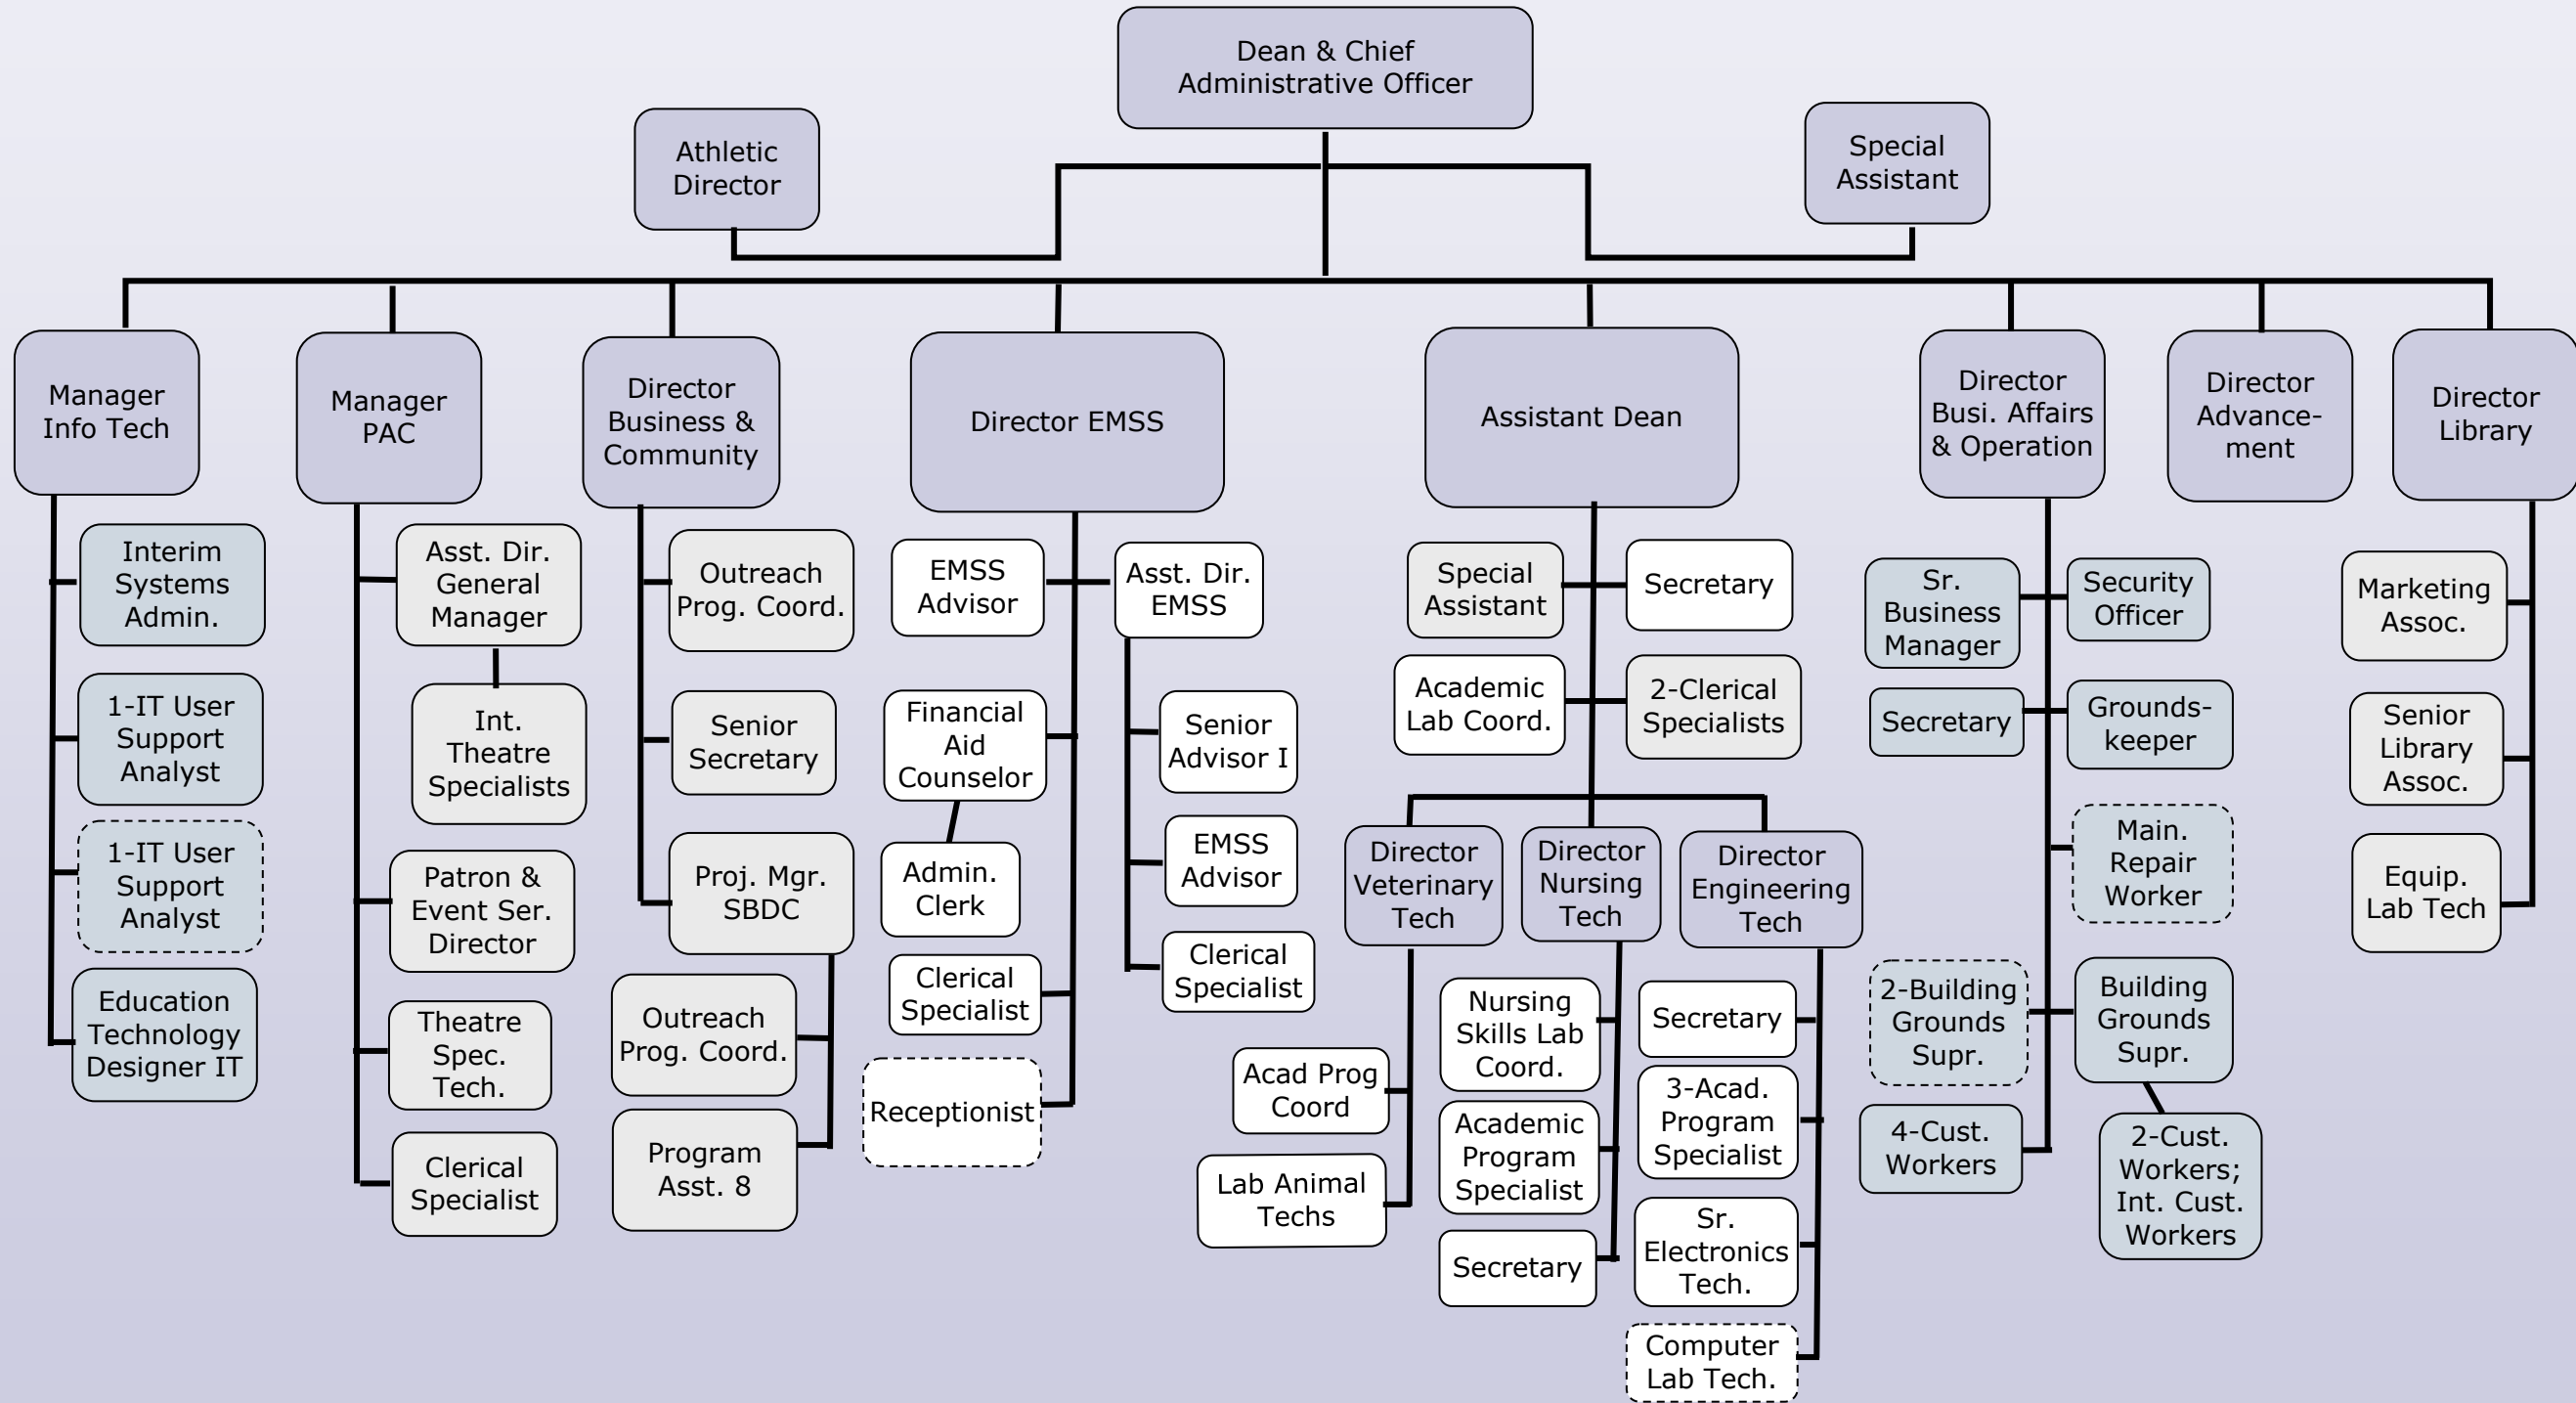 Dean & Chief
Administrative Officer
Athletic
Director
Special
Assistant
Manager
Info Tech
Manager
PAC
Director
Business &
Community
Director EMSS
Assistant Dean
Director
Busi. Affairs
& Operation
Director
Advance-
ment
Director
Library
Interim
Systems
Admin.
1-IT User
Support
Analyst
1-IT User
Support
Analyst
Education
Technology
Designer IT
Asst. Dir.
General
Manager
Int.
Theatre
Specialists
Patron &
Event Ser.
Director
Theatre
Spec.
Tech.
Clerical
Specialist
Outreach
Prog. Coord.
Senior
Secretary
Proj. Mgr.
SBDC
Outreach
Prog. Coord.
Program
Asst. 8
EMSS
Advisor
Asst. Dir.
EMSS
Financial
Aid
Counselor
Admin.
Clerk
Clerical
Specialist
Receptionist
Senior
Advisor I
EMSS
Advisor
Clerical
Specialist
Special
Assistant
Secretary
Academic
Lab Coord.
2-Clerical
Specialists
Director
Veterinary
Tech
Director
Nursing
Tech
Director
Engineering
Tech
Acad Prog
Coord
Lab Animal
Techs
Nursing
Skills Lab
Coord.
Academic
Program
Specialist
Secretary
Secretary
3-Acad.
Program
Specialist
Sr.
Electronics
Tech.
Computer
Lab Tech.
Sr.
Business
Manager
Security
Officer
Secretary
Grounds-
keeper
Main.
Repair
Worker
2-Building
Grounds
Supr.
Building
Grounds
Supr.
4-Cust.
Workers
2-Cust.
Workers;
Int. Cust.
Workers
Marketing
Assoc.
Senior
Library
Assoc.
Equip.
Lab Tech